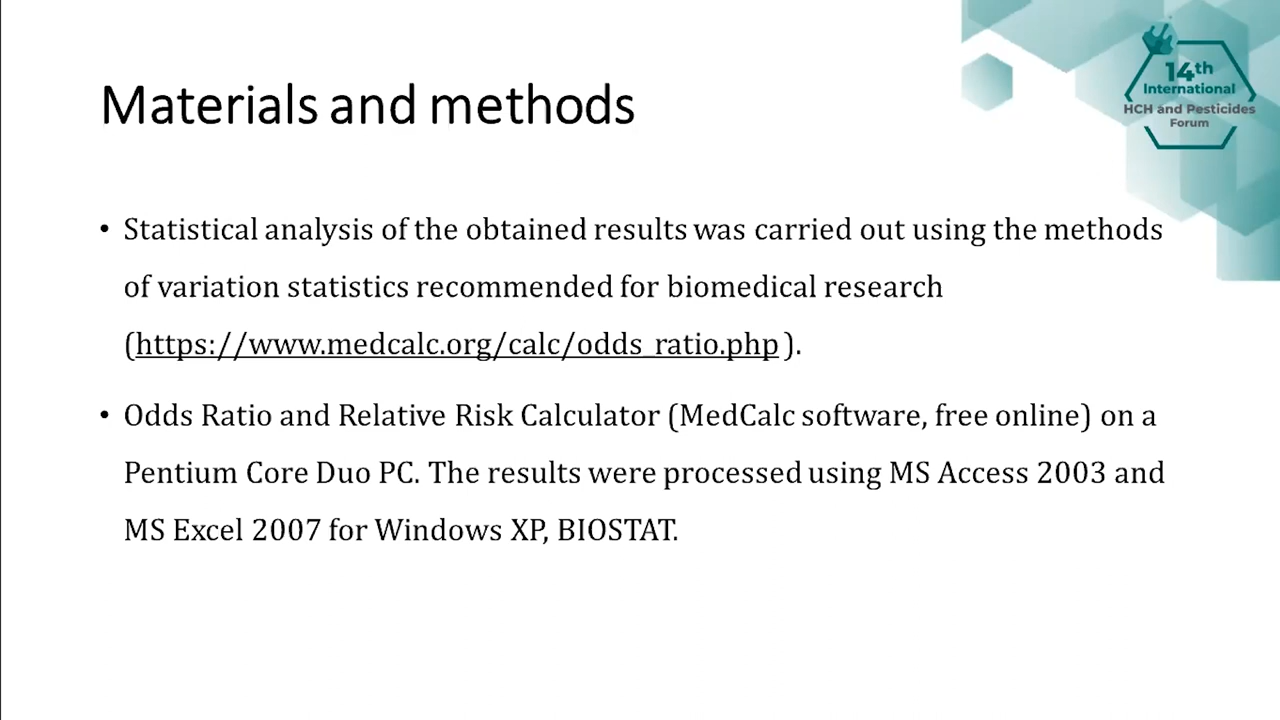 14th
International
HCH and Pesticides
Forum
Materials and methods
• Statistical analysis of the obtained results was carried out using the methods
of variation statistics recommended for biomedical research
(https://www.medcalc.org/calc/odds_ratio.php ).
• Odds Ratio and Relative Risk Calculator (MedCalc software, free online) on a
Pentium Core Duo PC. The results were processed using MS Access 2003 and
MS Excel 2007 for Windows XP, BIOSTAT.